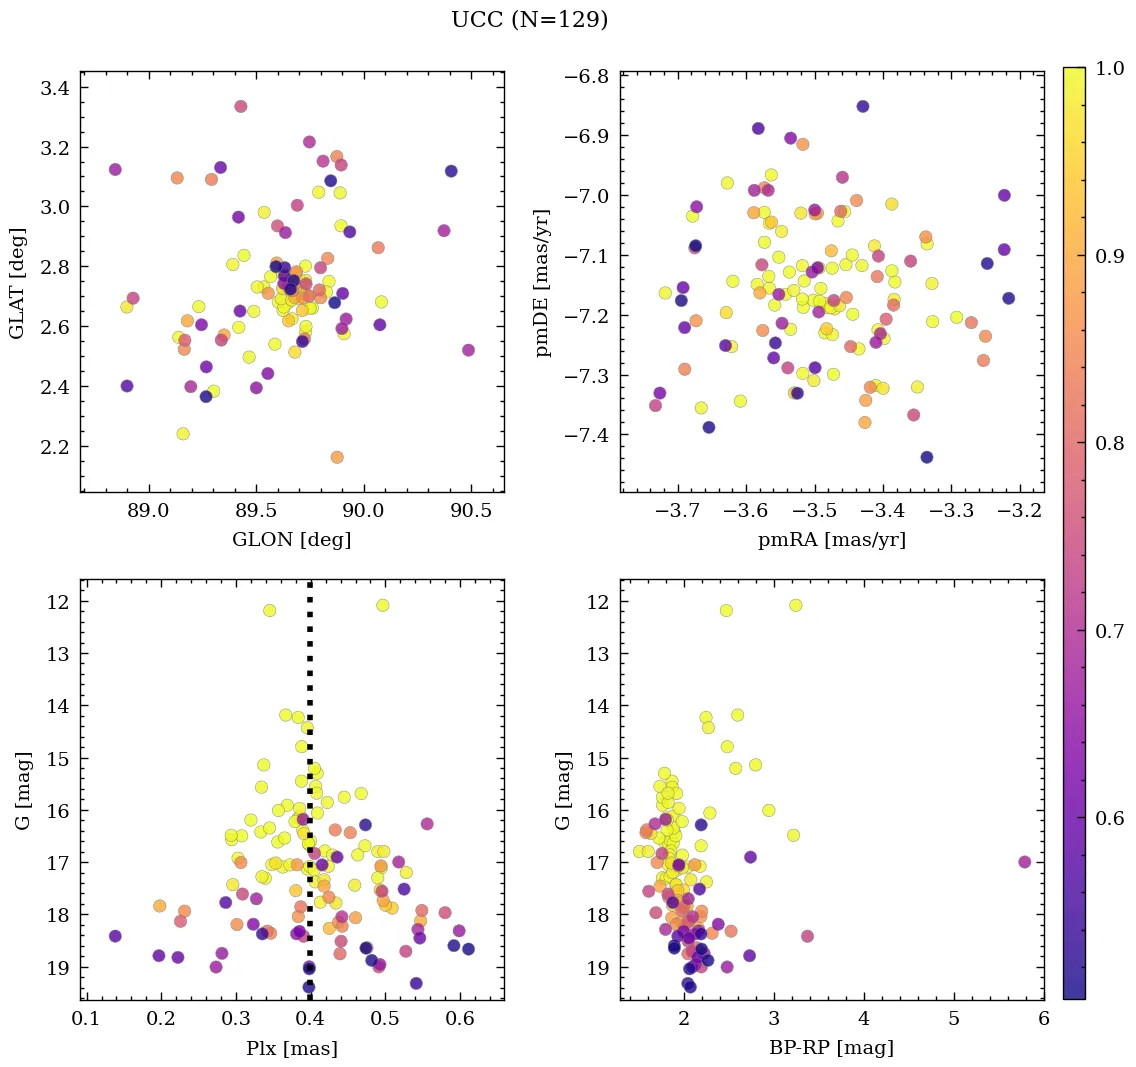 UCC (N=129)
3.4
3.2
3.0
2.8
2.6
2.4
2.2
GLAT [deg]
89.0 89.5 90.0 90.5
GLON [deg]
−6.8
−6.9
−7.0
−7.1
−7.2
−7.3
−7.4
pmDE [mas/yr]
−3.7 −3.6 −3.5 −3.4 −3.3 −3.2
pmRA [mas/yr]
12
13
14
15
16
17
18
19
G [mag]
0.1 0.2 0.3 0.4 0.5 0.6
Plx [mas]
12
13
14
15
16
17
18
19
G [mag]
2 3 4 5 6
BP-RP [mag]
1.0
0.9
0.8
0.7
0.6